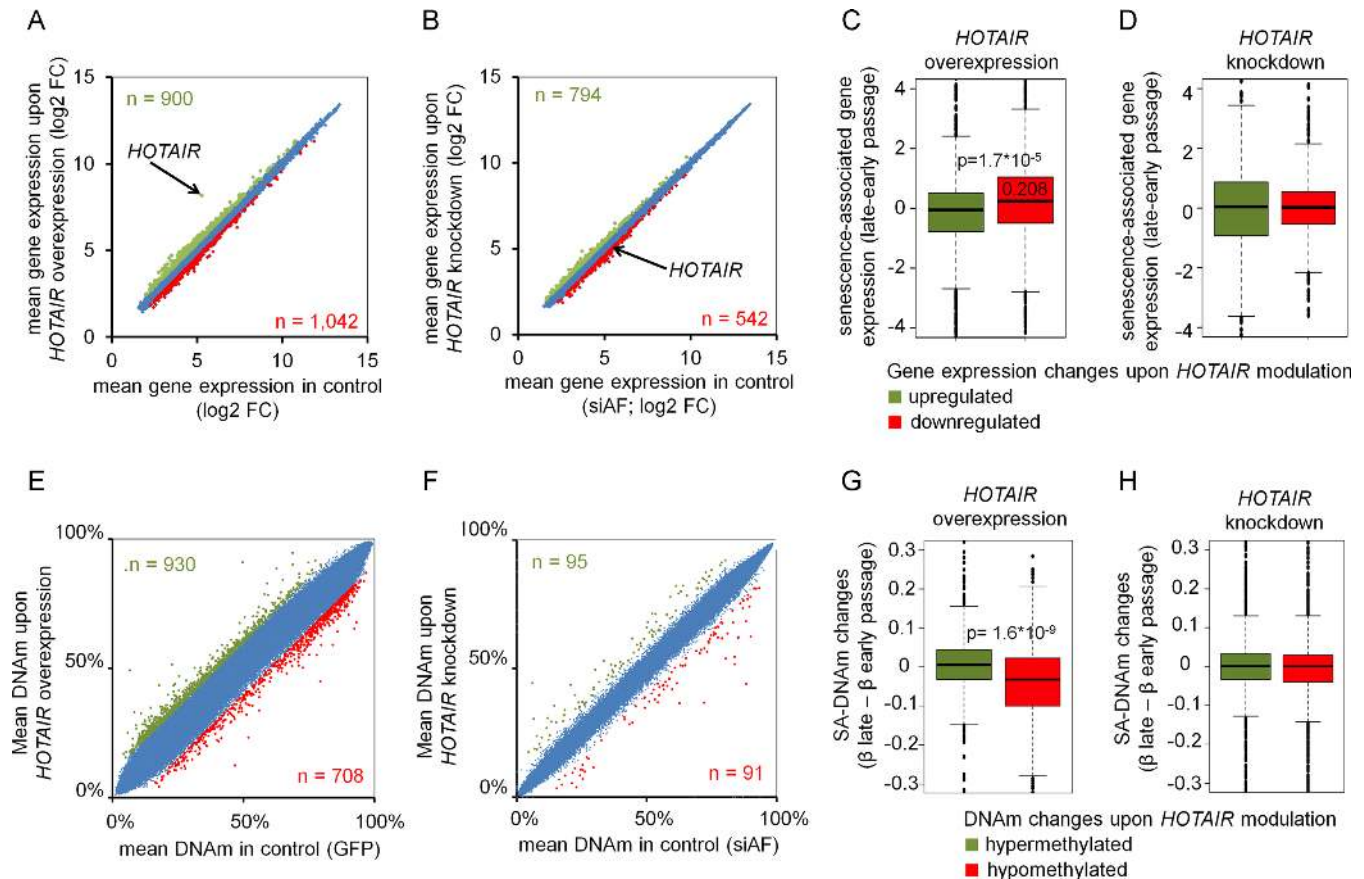 A
mean gene expression upon
HOTAIR overexpression (log2 FC)
15
10
5
0
n = 900
HOTAIR
n = 1,042
0 5 10 15
mean gene expression in control
(log2 FC)
B
mean gene expression upon
HOTAIR knockdown (log2 FC)
15
10
5
0
n = 794
HOTAIR
n = 542
0 5 10 15
mean gene expression in control
(siAF; log2 FC)
C
HOTAIR
overexpression
senescence-associated gene
expression (late-early passage)
4
2
0
-2
-4
p=1.7*10-5
0.208
D
HOTAIR
knockdown
senescence-associated gene
expression (late-early passage)
4
2
0
-2
-4
Gene expression changes upon HOTAIR modulation
upregulated
downregulated
E
Mean DNAm upon
HOTAIR overexpression
100%
50%
0%
.n = 930
n = 708
0% 50% 100%
mean DNAm in control (GFP)
F
Mean DNAm upon
HOTAIR knockdown
100%
50%
0%
n = 95
n = 91
0% 50% 100%
mean DNAm in control (siAF)
G
HOTAIR
overexpression
SA-DNAm changes
(β late – β early passage)
0.3
0.2
0.1
0
-0.1
-0.2
-0.3
p= 1.6*10-9
H
HOTAIR
knockdown
SA-DNAm changes
(β late – β early passage)
0.3
0.2
0.1
0
-0.1
-0.2
-0.3
DNAm changes upon HOTAIR modulation
hypermethylated
hypomethylated